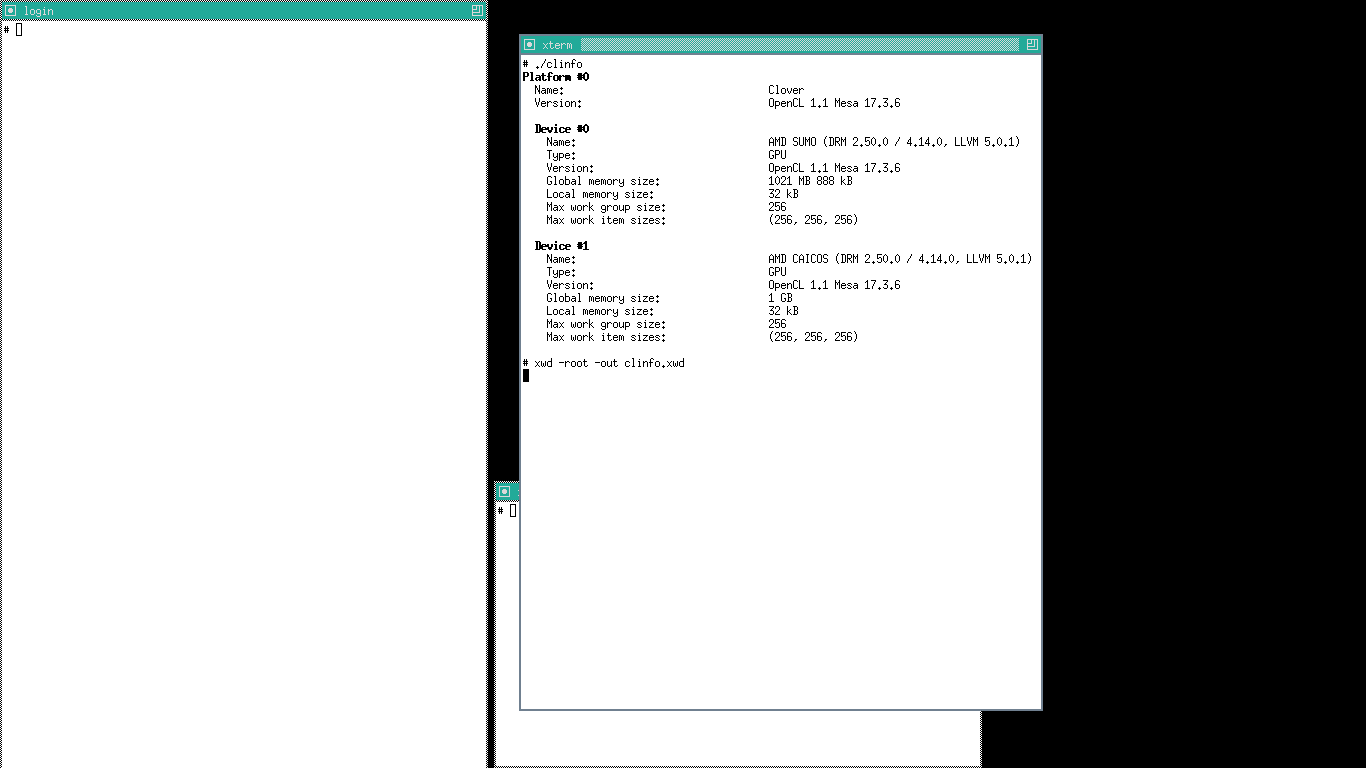 login
# 
xterm
# ./clinfo
Platform #0
Name: Clover
Version: OpenCL 1.1 Mesa 17.3.6
Device #0
Name: AMD SUMO (DRM 2.50.0 / 4.14.0, LLVM 5.0.1)
Type: GPU
Version: OpenCL 1.1 Mesa 17.3.6
Global memory size: 1021 MB 888 kB
Local memory size: 32 kB
Max work group size: 256
Max work item sizes: (256, 256, 256)
Device #1
Name: AMD CAICOS (DRM 2.50.0 / 4.14.0, LLVM 5.0.1)
Type: GPU
Version: OpenCL 1.1 Mesa 17.3.6
Global memory size: 1 GB
Local memory size: 32 kB
Max work group size: 256
Max work item sizes: (256, 256, 256)
# xwd -root -out clinfo.xwd
#